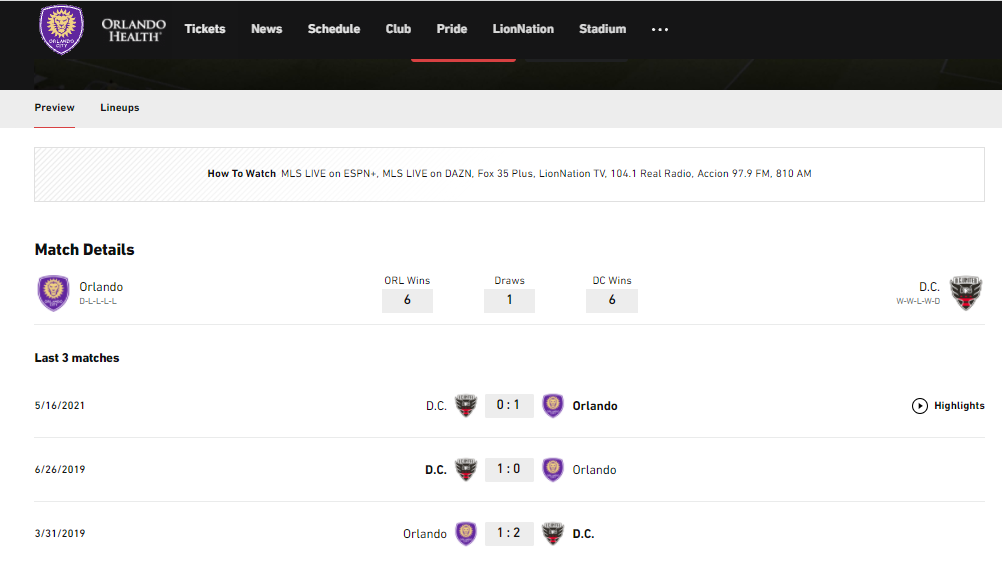 ORLANDO CITY
ORLANDO HEALTH
Tickets
News
Schedule
Club
Pride
LionNation
Stadium
Preview
Lineups
How To Watch MLS LIVE on ESPN+, MLS LIVE on DAZN, Fox 35 Plus, LionNation TV, 104.1 Real Radio, Accion 97.9 FM, 810 AM
Match Details
Orlando
D-L-L-L-L
ORL Wins
6
Draws
1
DC Wins
6
D.C.
W-W-L-W-D
Last 3 matches
5/16/2021 D.C. 0 : 1 Orlando Highlights
6/26/2019 D.C. 1 : 0 Orlando
3/31/2019 Orlando 1 : 2 D.C.